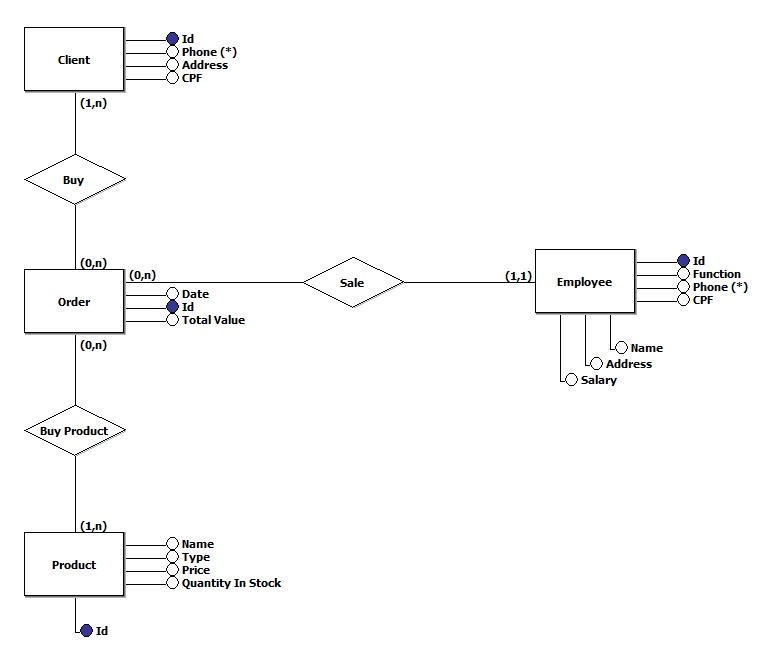 Client
Id
Phone (*)
Address
CPF
(1,n)
Buy
(0,n)
Order
(0,n)
Date
Id
Total Value
(0,n)
Sale
(1,1)
Employee
Id
Function
Phone (*)
CPF
Name
Address
Salary
Buy Product
(1,n)
Product
Name
Type
Price
Quantity In Stock
Id